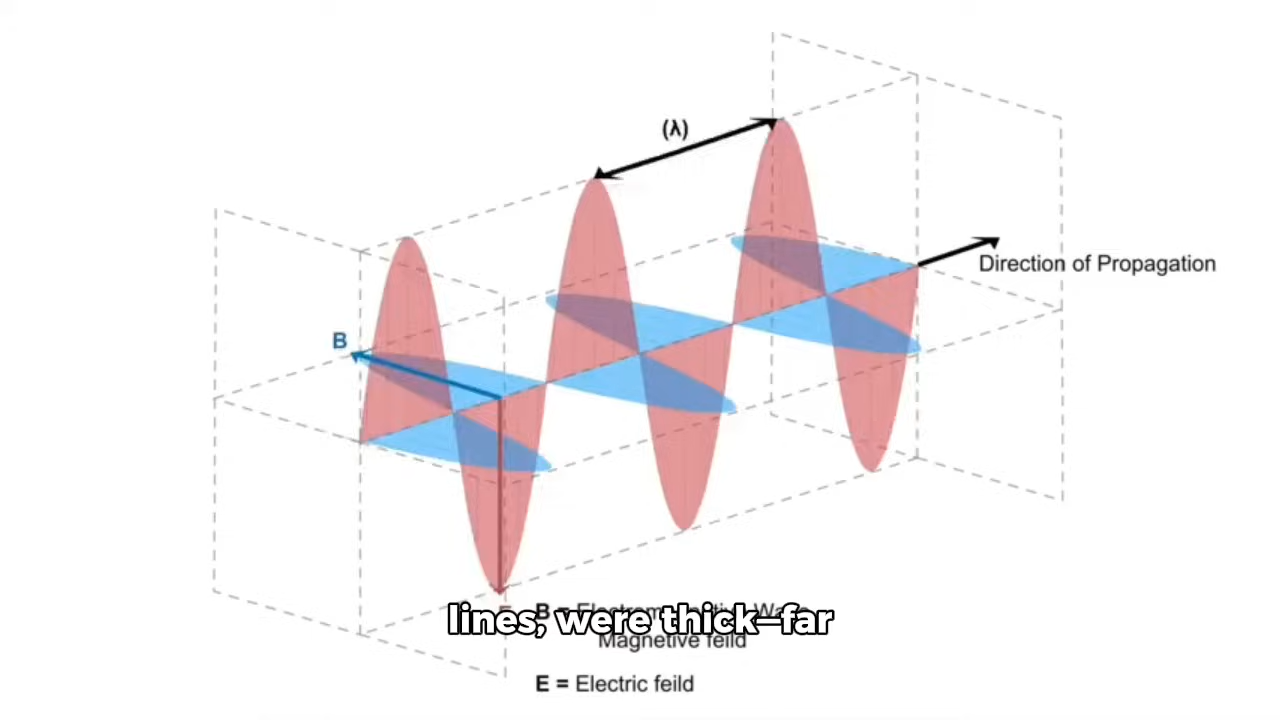 (λ)
Direction of Propagation
B
lines, were thick—far
Magnetive feild
E = Electric feild